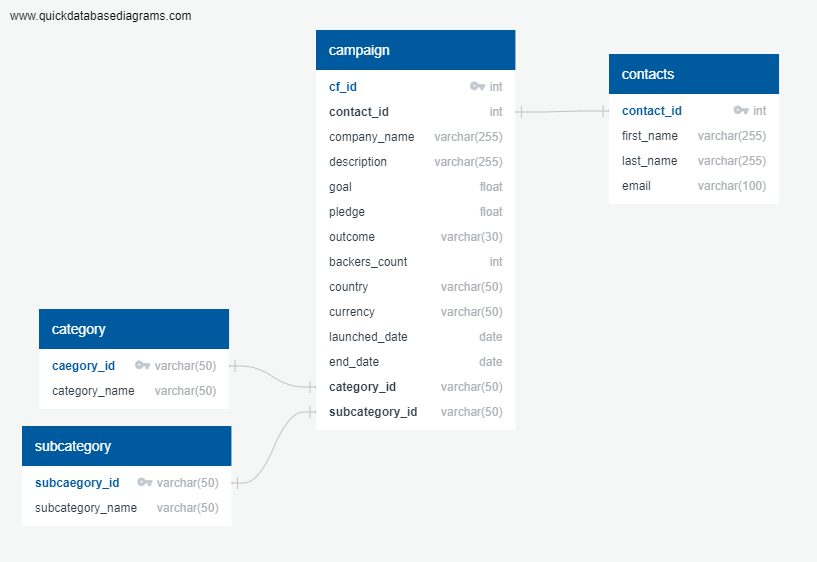 www.quickdatabasediagrams.com
campaign
cf_id int
contact_id int
company_name varchar(255)
description varchar(255)
goal float
pledge float
outcome varchar(30)
backers_count int
country varchar(50)
currency varchar(50)
launched_date date
end_date date
category_id varchar(50)
subcategory_id varchar(50)
contacts
contact_id int
first_name varchar(255)
last_name varchar(255)
email varchar(100)
category
caegory_id varchar(50)
category_name varchar(50)
subcategory
subcaegory_id varchar(50)
subcategory_name varchar(50)